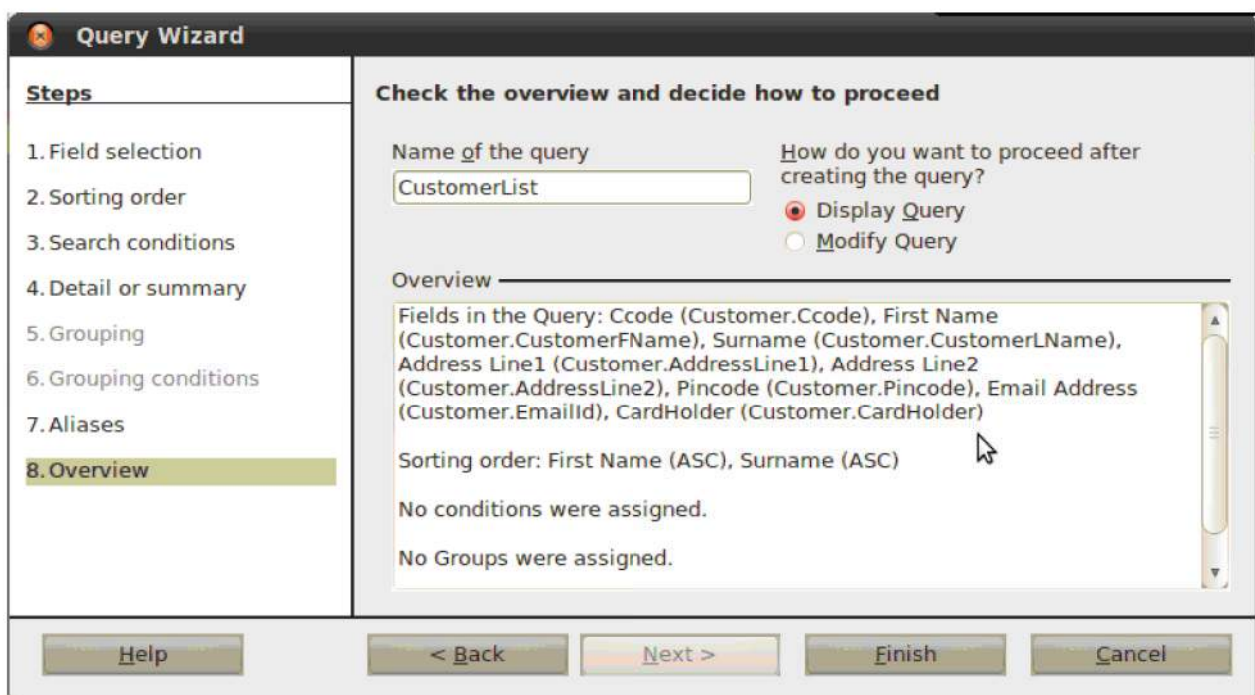 Query Wizard
Steps
1. Field selection
2. Sorting order
3. Search conditions
4. Detail or summary
5. Grouping
6. Grouping conditions
7. Aliases
8. Overview
Check the overview and decide how to proceed
Name of the query
CustomerList
How do you want to proceed after
creating the query?
Display Query
Modify Query
Overview
Fields in the Query: Ccode (Customer.Ccode), First Name
(Customer.CustomerFName), Surname (Customer.CustomerLName),
Address Line1 (Customer.AddressLine1), Address Line2
(Customer.AddressLine2), Pincode (Customer.Pincode), Email Address
(Customer.EmailId), CardHolder (Customer.CardHolder)
Sorting order: First Name (ASC), Surname (ASC)
No conditions were assigned.
No Groups were assigned.
Help
< Back
Next >
Finish
Cancel